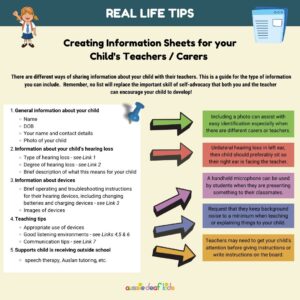 REAL LIFE TIPS
Creating Information Sheets for your
Child's Teachers / Carers
There are different ways of sharing information about your child with their teachers. This is a guide for the type of information
you can include. Remember, no list will replace the important skill of self-advocacy that both you and the teacher
can encourage your child to develop!
1. General information about your child
Name
DOB
Your name and contact details
Photo of your child
2. Information about your child's hearing loss
Type of hearing loss - see Link 1
Degree of hearing loss - see Link 2
Brief description of what this means for your child
3. Information about devices
Brief operating and troubleshooting instructions
for their hearing devices, including changing
batteries and charging devices - see Link 3
Images of devices
4. Teaching tips
Appropriate use of devices
Good listening environments - see Links 4,5 & 6
Communication tips - see Link 7
5. Supports child is receiving outside school
speech therapy, Auslan tutoring, etc.
Including a photo can assist with
easy identification especially when
there are different carers or teachers.
Unilateral hearing loss in left ear,
then child should preferably sit so
their right ear is facing the teacher
A handheld microphone can be used
by students when they are presenting
something to their classmates.
Request that they keep background
noise to a minimum when teaching
or explaining things to your child.
Teachers may need to get your child's
attention before giving instructions or
write instructions on the board.
aussie deaf kids